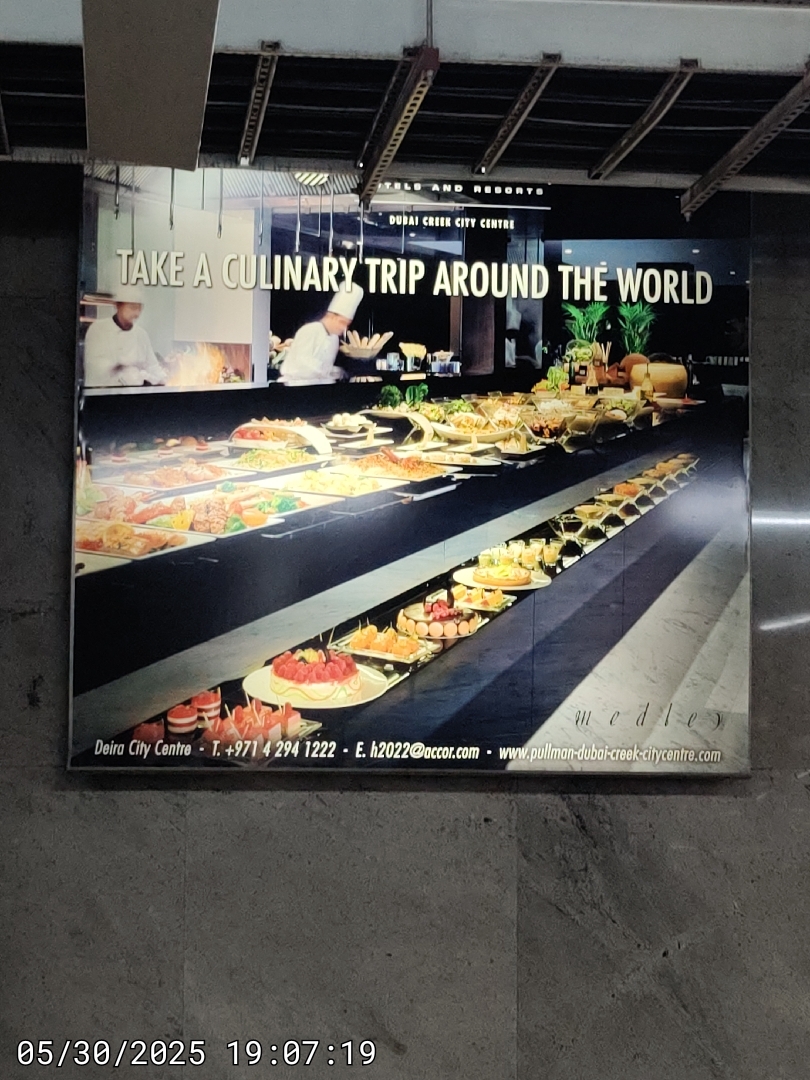 AND RESORTS
DUBAI CREEK CITY CENTRE
TAKE A CULINARY TRIP AROUND THE WORLD
medley
Deira City Centre - T. +971 4 294 1222 - E. h2022@accor.com - www.pullman-dubai-creek-citycentre.com
05/30/2025 19:07:19